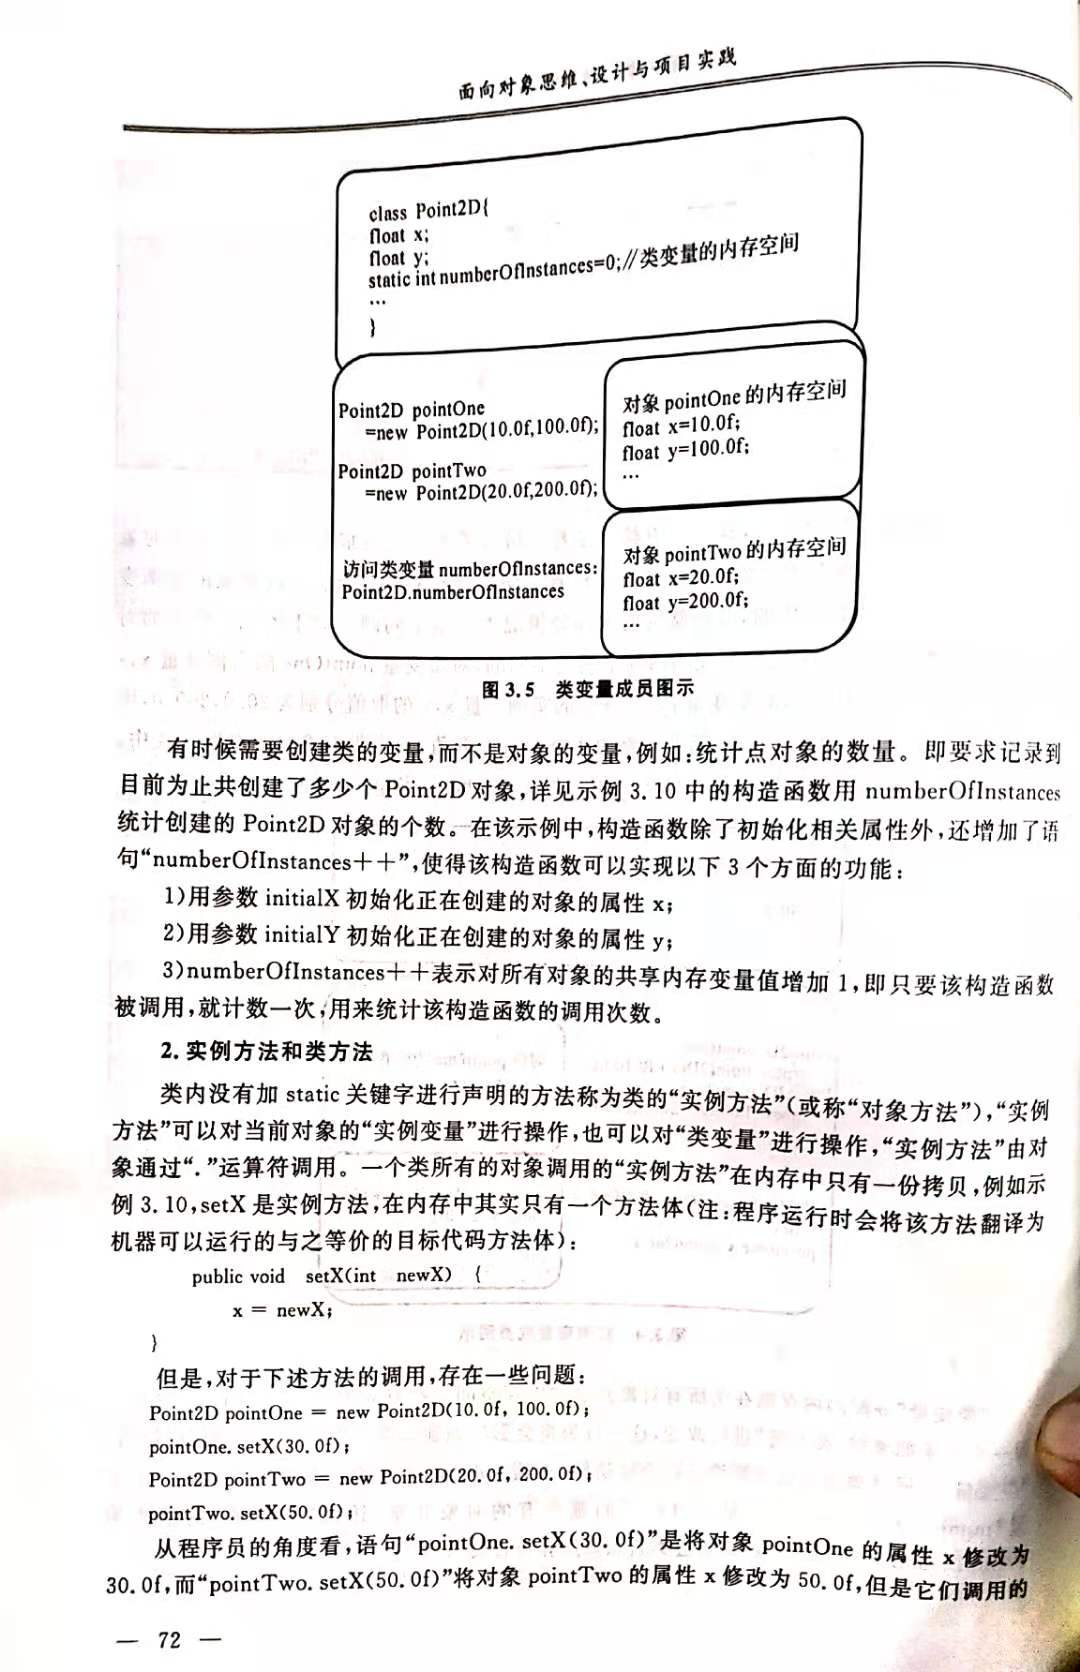 面向对象思维、设计与项目实践
class Point2D{
float x;
float y;
static int numberOfInstances=0;//类变量的内存空间
…
}
Point2D pointOne
=new Point2D(10.0f,100.0f);
Point2D pointTwo
=new Point2D(20.0f,200.0f);
访问类变量 numberOfInstances:
Point2D.numberOfInstances
对象 pointOne 的内存空间
float x=10.0f;
float y=100.0f;
…
对象 pointTwo 的内存空间
float x=20.0f;
float y=200.0f;
…
图 3.5 类变量成员图示
有时候需要创建类的变量,而不是对象的变量,例如:统计点对象的数量。即要求记录到
目前为止共创建了多少个 Point2D 对象,详见示例 3.10 中的构造函数用 numberOfInstances
统计创建的 Point2D 对象的个数。在该示例中,构造函数除了初始化相关属性外,还增加了语
句“numberOfInstances++”,使得该构造函数可以实现以下 3 个方面的功能:
1)用参数 initialX 初始化正在创建的对象的属性 x;
2)用参数 initialY 初始化正在创建的对象的属性 y;
3)numberOfInstances++表示对所有对象的共享内存变量值增加 1,即只要该构造函数
被调用,就计数一次,用来统计该构造函数的调用次数。
2. 实例方法和类方法
类内没有加 static 关键字进行声明的方法称为类的“实例方法”(或称“对象方法”),“实例
方法”可以对当前对象的“实例变量”进行操作,也可以对“类变量”进行操作,“实例方法”由对
象通过“.”运算符调用。一个类所有的对象调用的“实例方法”在内存中只有一份拷贝,例如示
例 3.10,setX 是实例方法,在内存中其实只有一个方法体(注:程序运行时会将该方法翻译为
机器可以运行的与之等价的目标代码方法体):
public void setX(int newX) {
x = newX;
}
但是,对于下述方法的调用,存在一些问题:
Point2D pointOne = new Point2D(10.0f, 100.0f);
pointOne.setX(30.0f);
Point2D pointTwo = new Point2D(20.0f, 200.0f);
pointTwo.setX(50.0f);
从程序员的角度看,语句“pointOne.setX(30.0f)”是将对象 pointOne 的属性 x 修改为
30.0f,而“pointTwo.setX(50.0f)”将对象 pointTwo 的属性 x 修改为 50.0f,但是它们调用的
— 72 —